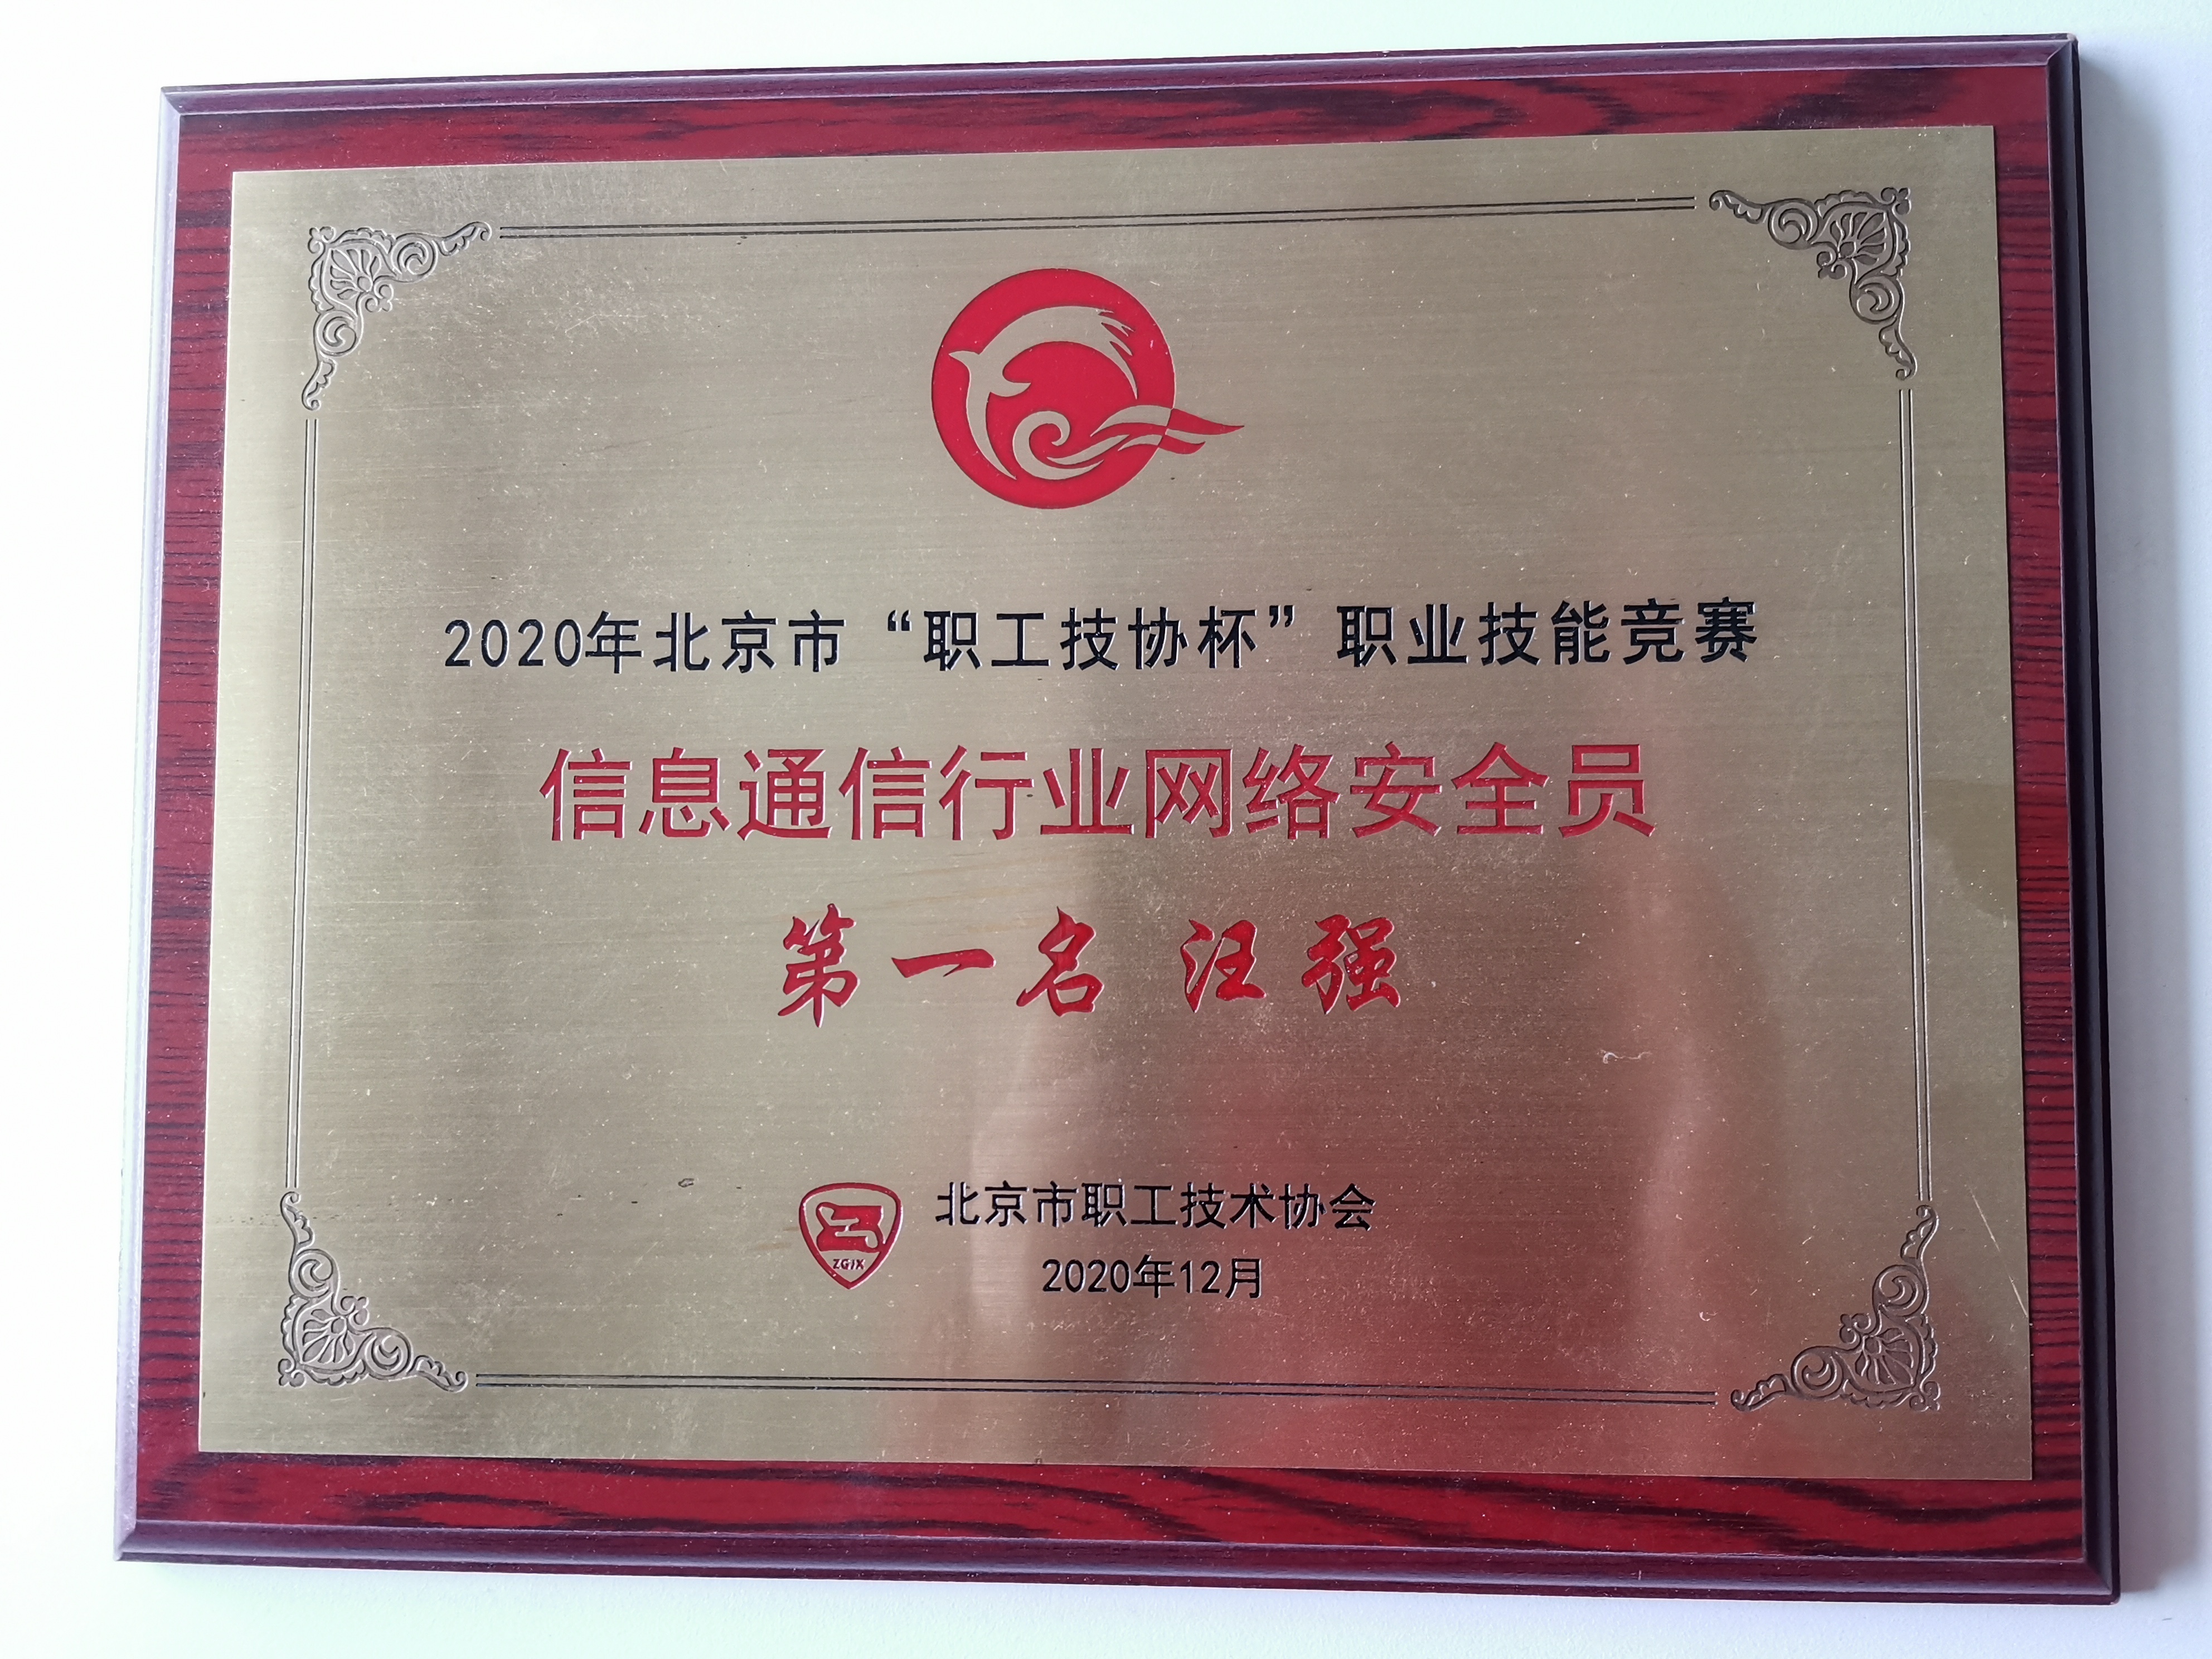 2020年北京市“职工技协杯”职业技能竞赛
信息通信行业网络安全员
第一名 汪强
ZGJX
北京市职工技术协会
2020年12月